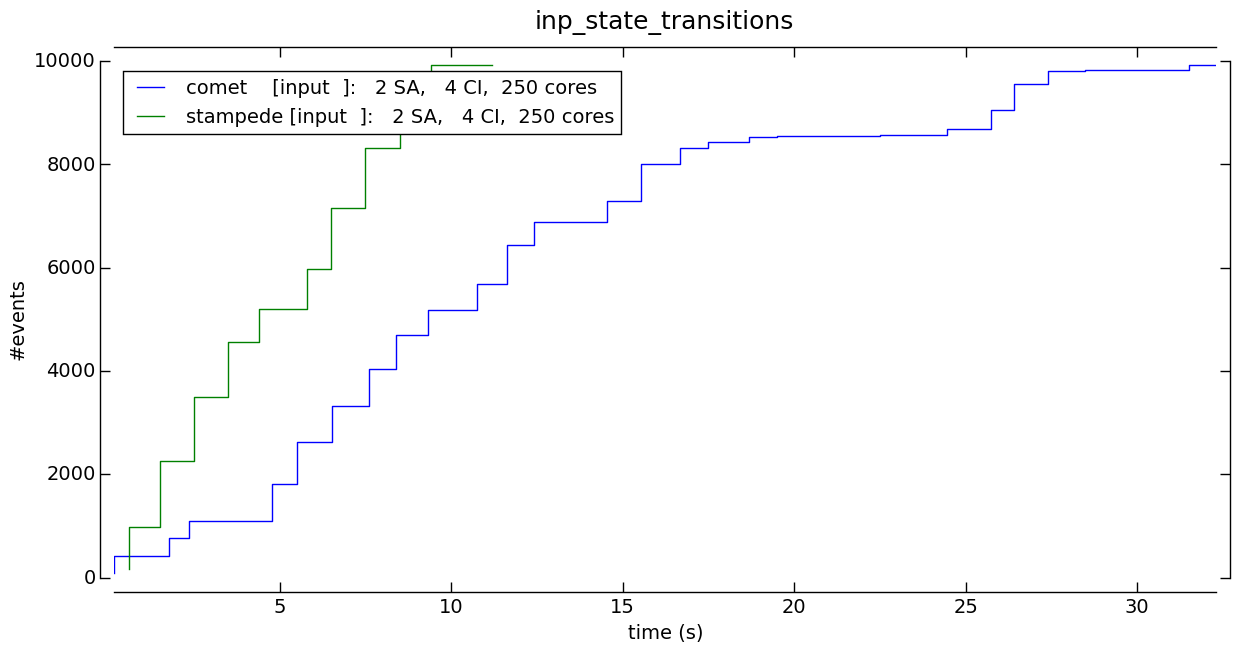 inp_state_transitions
10000
8000
6000
4000
2000
0
#events
comet    [input  ]:   2 SA,   4 CI,  250 cores
stampede [input  ]:   2 SA,   4 CI,  250 cores
5 10 15 20 25 30
time (s)